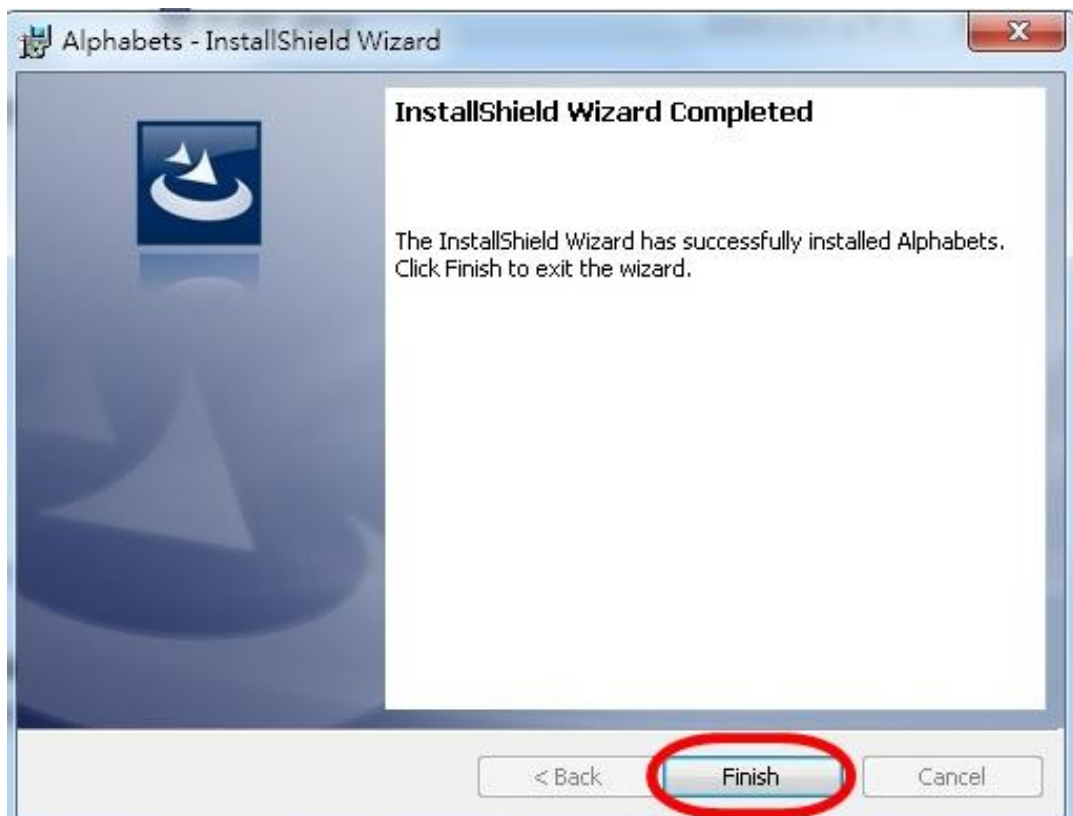 Alphabets - InstallShield Wizard
InstallShield Wizard Completed
The InstallShield Wizard has successfully installed Alphabets.
Click Finish to exit the wizard.
< Back
Finish
Cancel